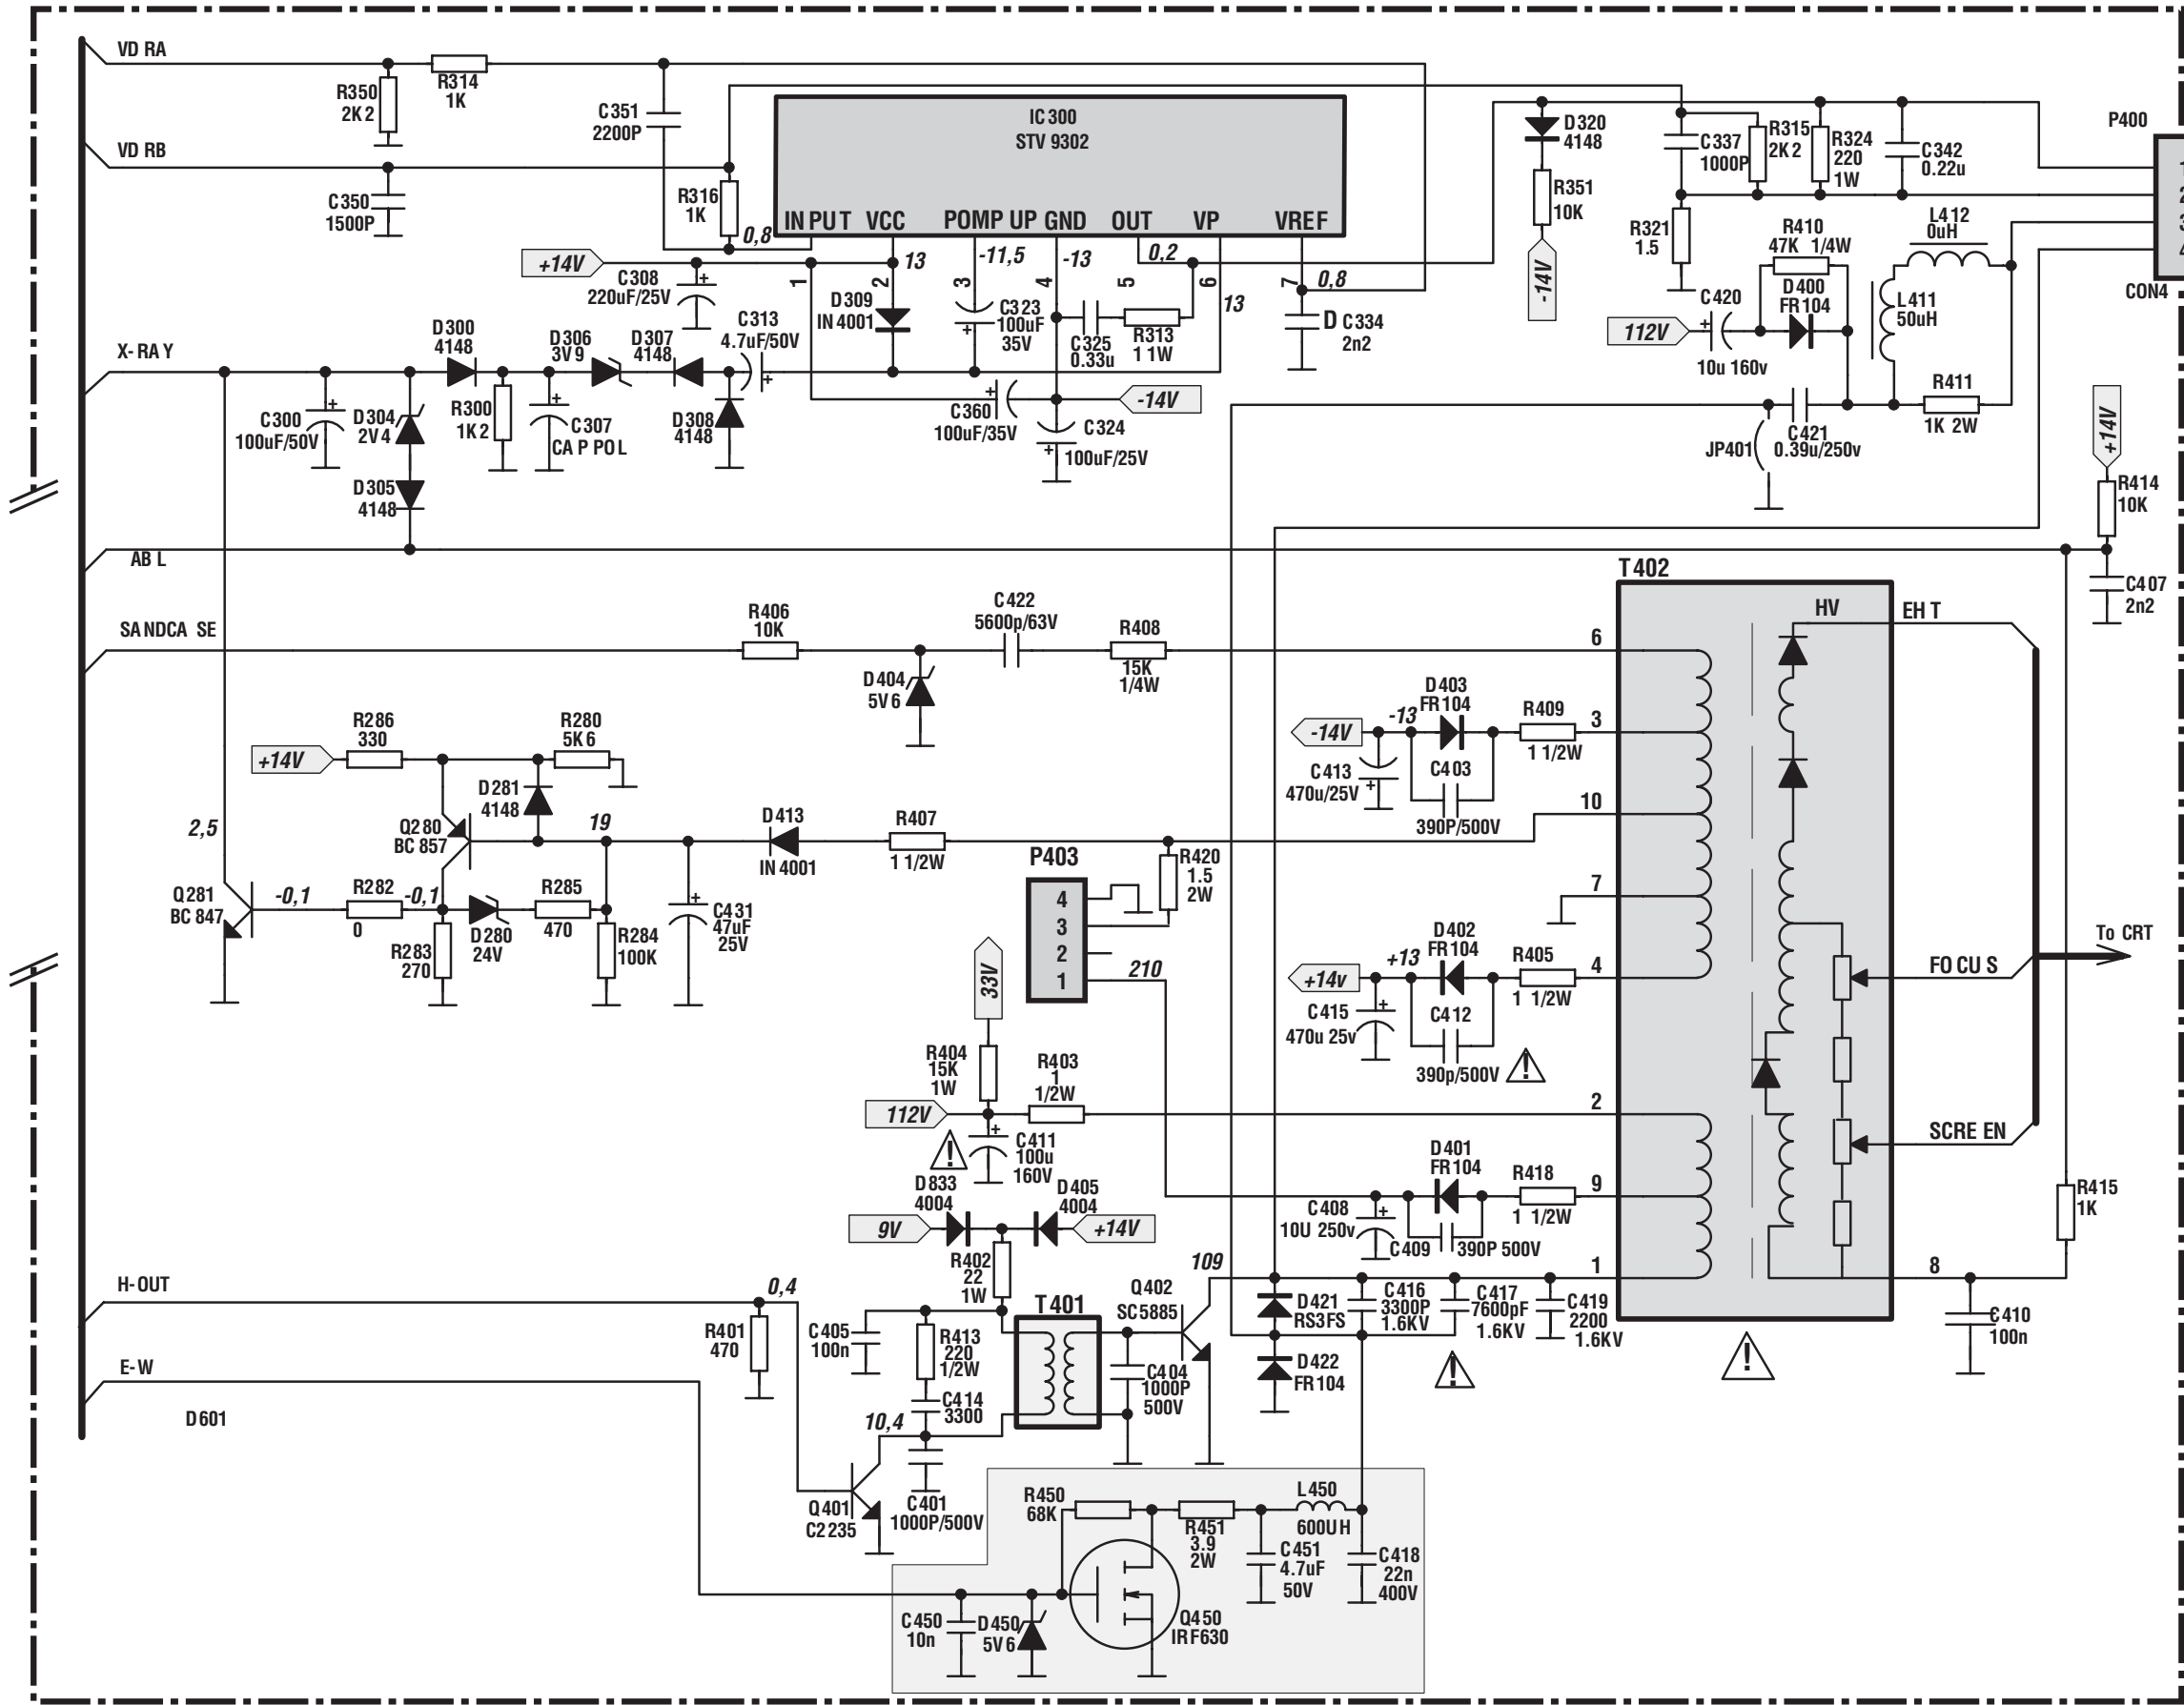 VD RA
R350
2K2
R314
1K
C351
2200P
VD RB
C350
1500P
R316
1K
IC300
STV 9302
INPUT VCC POMP UP GND OUT VP VREF
0,8
13
-11,5
-13
0,2
13
0,8
1
2
3
4
5
6
7
+14V
C308
220uF/25V
D309
IN4001
C323
100uF
35V
C325
0.33u
R313
1 1W
D C334
2n2
D320
4148
R351
10K
-14V
C337
1000P
R315
2K2
R324
220
1W
C342
0.22u
P400
1
2
3
4
CON4
R321
1.5
R410
47K 1/4W
L412
0uH
D400
FR104
L411
50uH
C420
10u 160v
112V
R411
1K 2W
C421
0.39u/250v
JP401
+14V
R414
10K
C407
2n2
X-RAY
D300
4148
D306
3V9
D307
4148
C313
4.7uF/50V
C300
100uF/50V
D304
2V4
R300
1K2
C307
CAP POL
D308
4148
C360
100uF/35V
-14V
C324
100uF/25V
D305
4148
ABL
SANDCASE
R406
10K
C422
5600p/63V
R408
15K
1/4W
D404
5V6
T402
HV
EHT
6
3
10
7
4
2
9
1
8
R286
330
+14V
R280
5K6
D281
4148
Q280
BC857
19
D413
IN4001
R407
1 1/2W
2,5
Q281
BC847
-0,1
R282
0
-0,1
R283
270
D280
24V
R285
470
R284
100K
C431
47uF
25V
-14V
-13
D403
FR104
R409
1 1/2W
C413
470u/25V
C403
390P/500V
P403
4
3
2
1
R420
1.5
2W
210
+14v
+13
D402
FR104
R405
1 1/2W
C415
470u 25v
C412
390p/500V
FOCUS
To CRT
SCREEN
33V
R404
15K
1W
R403
1
1/2W
112V
C411
100u
160V
D401
FR104
R418
1 1/2W
C408
10U 250v
C409
390P 500V
R415
1K
D833
4004
D405
4004
9V
+14V
R402
22
1W
H-OUT
0,4
R401
470
C405
100n
R413
220
1/2W
C414
3300
T401
109
Q402
SC5885
C404
1000P
500V
D421
RS3FS
D422
FR104
C416
3300P
1.6KV
C417
7600pF
1.6KV
C419
2200
1.6KV
C410
100n
E-W
D601
10,4
Q401
C2235
C401
1000P/500V
R450
68K
R451
3.9
2W
L450
600UH
C451
4.7uF
50V
C418
22n
400V
C450
10n
D450
5V6
Q450
IRF630